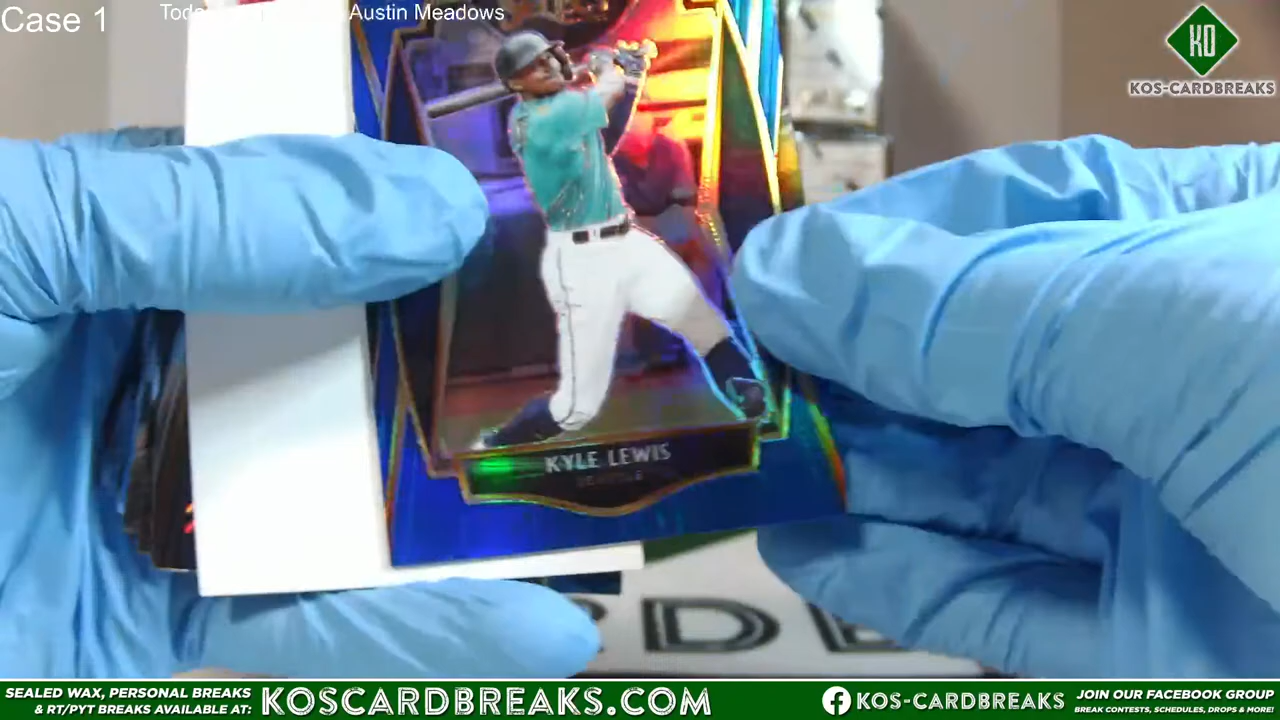 Case 1
Austin Meadows
KO
KOS-CARDBREAKS
KYLE LEWIS
SEATTLE
SEALED WAX, PERSONAL BREAKS
& RT/PYT BREAKS AVAILABLE AT:
KOSCARDBREAKS.COM
KOS-CARDBREAKS
JOIN OUR FACEBOOK GROUP
BREAK CONTESTS, SCHEDULES, DROPS & MORE!